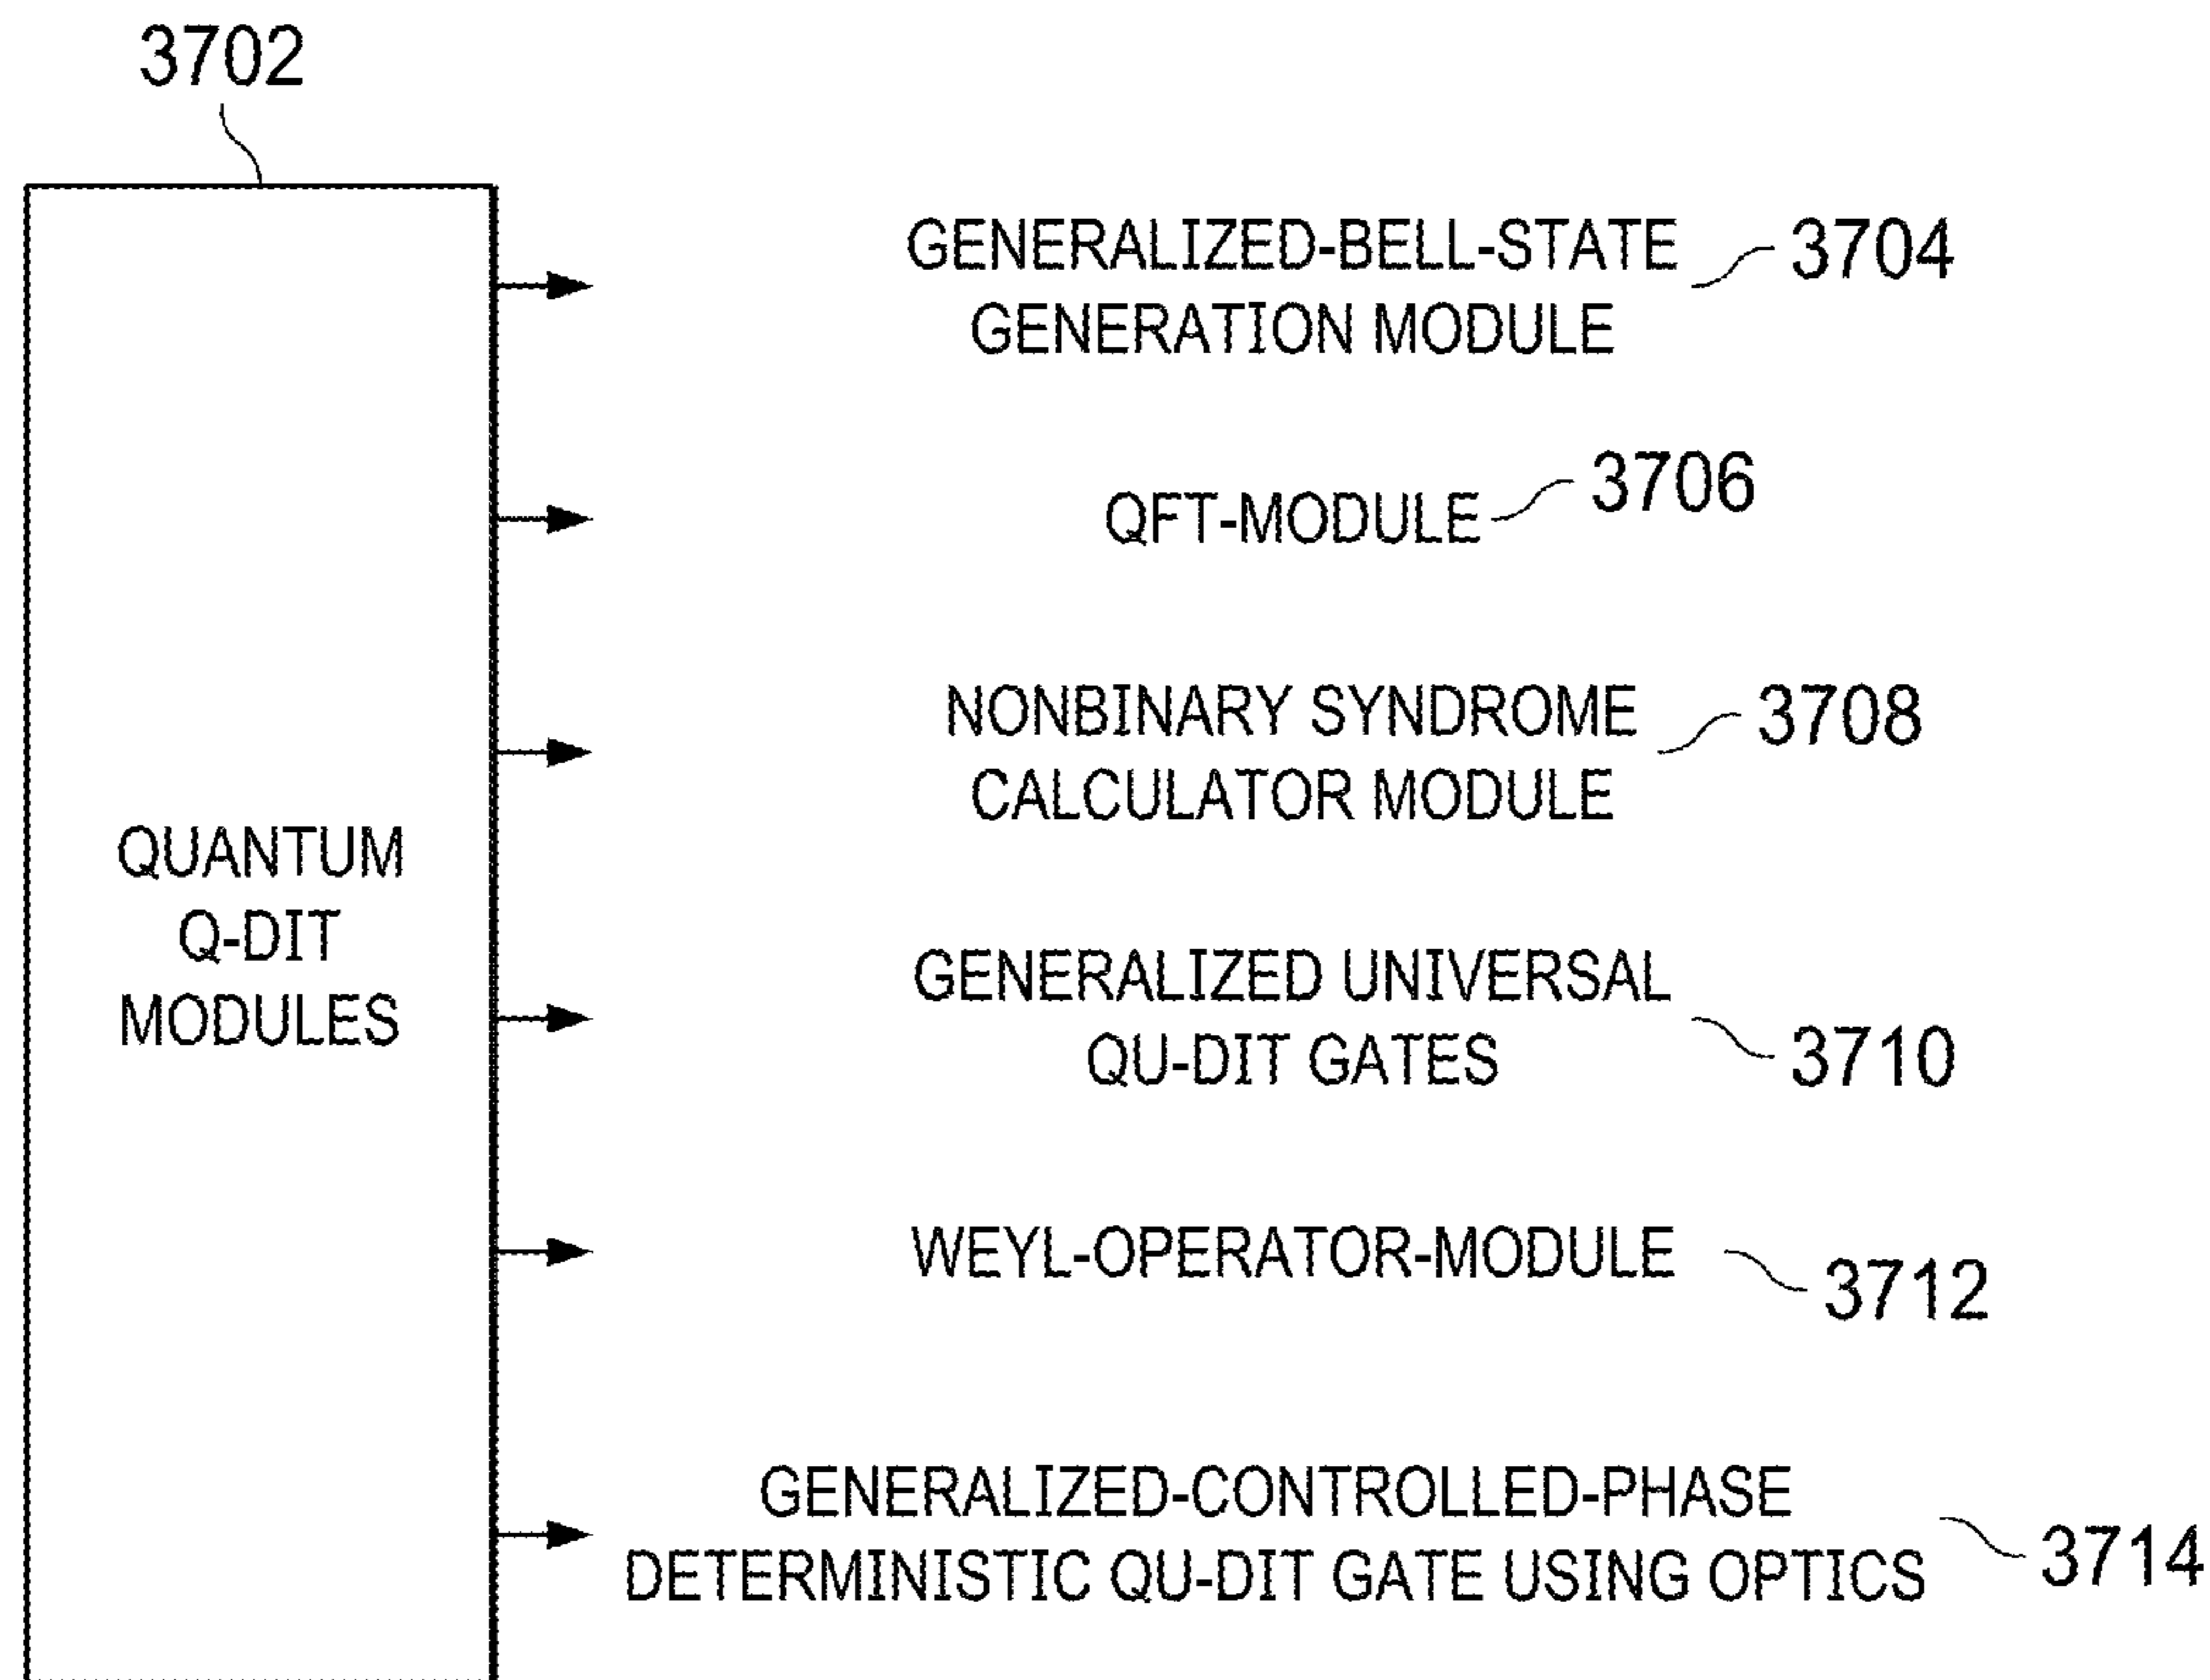 3702
GENERALIZED-BELL-STATE
GENERATION MODULE
3704
QFT-MODULE
3706
NONBINARY SYNDROME
CALCULATOR MODULE
3708
QUANTUM
Q-DIT
MODULES
GENERALIZED UNIVERSAL
QU-DIT GATES
3710
WEYL-OPERATOR-MODULE
3712
GENERALIZED-CONTROLLED-PHASE
DETERMINISTIC QU-DIT GATE USING OPTICS
3714